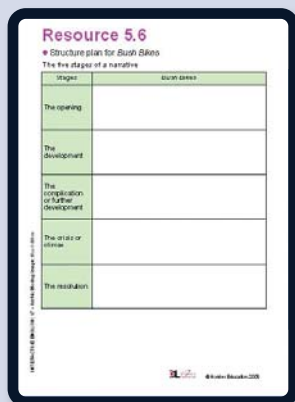 Resource 5.6
Structure plan for Bush Bikes
The five stages of a narrative
Stages
Bush Bikes
The opening
The
development
The
complication
or further
development
The crisis or
climax
The resolution